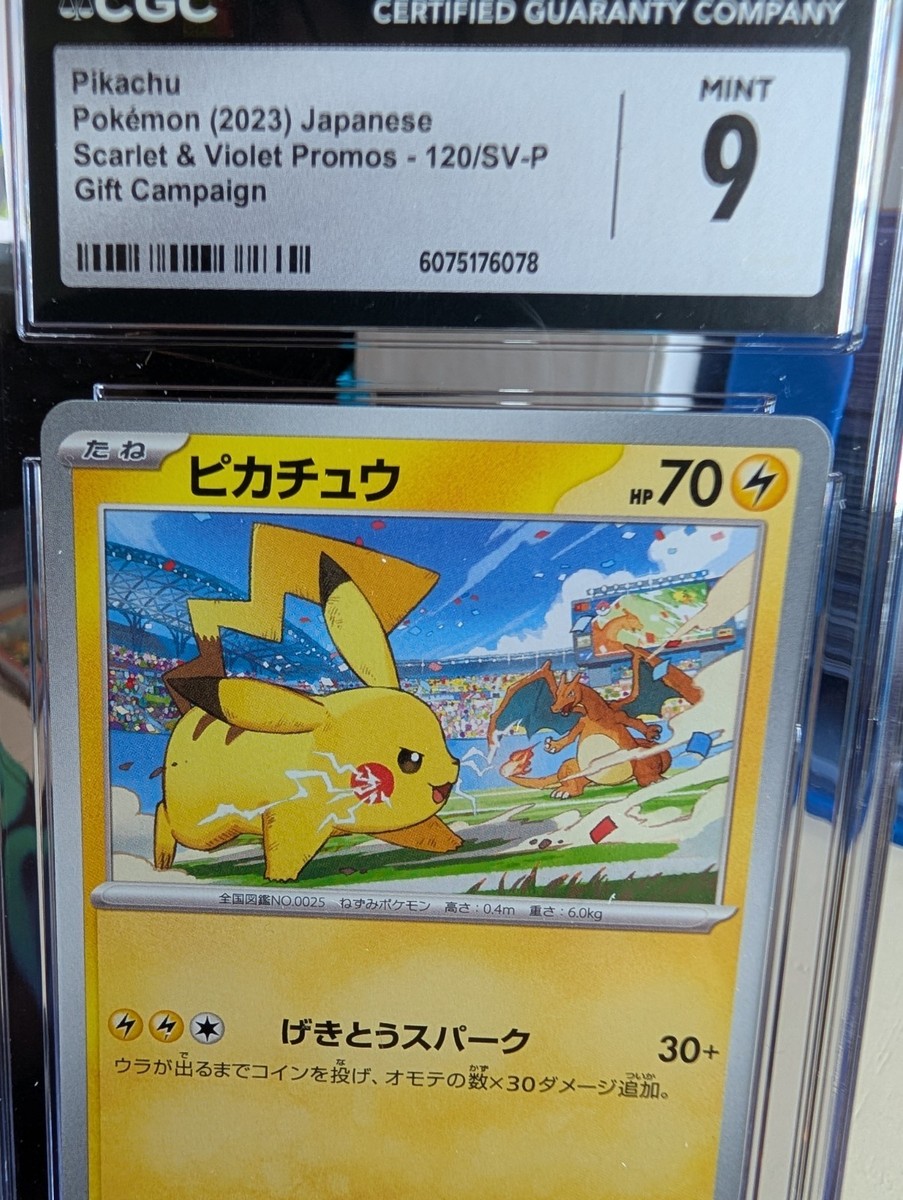 CGC
CERTIFIED GUARANTY COMPANY
Pikachu
Pokémon (2023) Japanese
Scarlet & Violet Promos - 120/SV-P
Gift Campaign
MINT
9
6075176078
たね
ピカチュウ
HP 70
全国図鑑NO.0025 ねずみポケモン 高さ:0.4m 重さ:6.0kg
げきとうスパーク 30+
ウラが出るまでコインを投げ、オモテの数×30ダメージ追加。